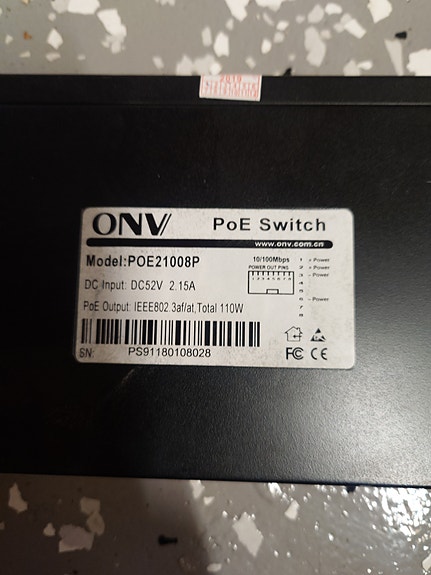 2019
ONV PoE Switch
www.onv.com.cn
Model:POE21008P
DC Input: DC52V 2.15A
PoE Output: IEEE802.3af/at,Total 110W
10/100Mbps
POWER OUT PINS
1 + Power
2 + Power
3 - Power
4
5
6 - Power
7
8
SN: PS91180108028
FC CE